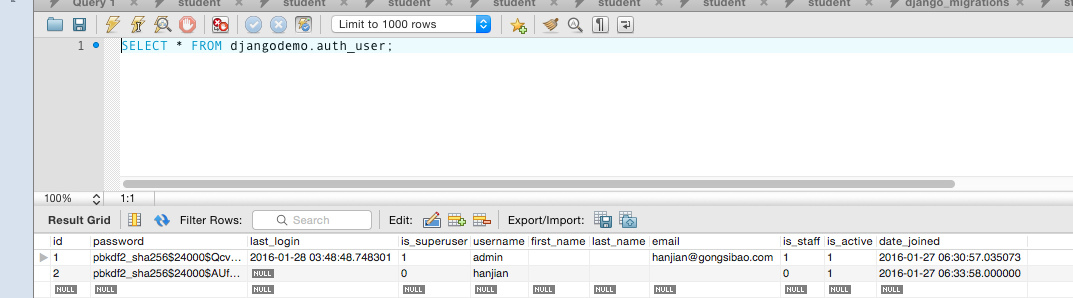 Query 1 student student student student student student student django_migrations
Limit to 1000 rows
1 SELECT * FROM djangodemo.auth_user;
100% 1:1
Result Grid Filter Rows: Search Edit: Export/Import:
id password last_login is_superuser username first_name last_name email is_staff is_active date_joined
1 pbkdf2_sha256$24000$Qcv... 2016-01-28 03:48:48.748301 1 admin hanjian@gongsibao.com 1 1 2016-01-27 06:30:57.035073
2 pbkdf2_sha256$24000$AUf... NULL 0 hanjian 0 1 2016-01-27 06:33:58.000000
NULL NULL NULL NULL NULL NULL NULL NULL NULL NULL NULL